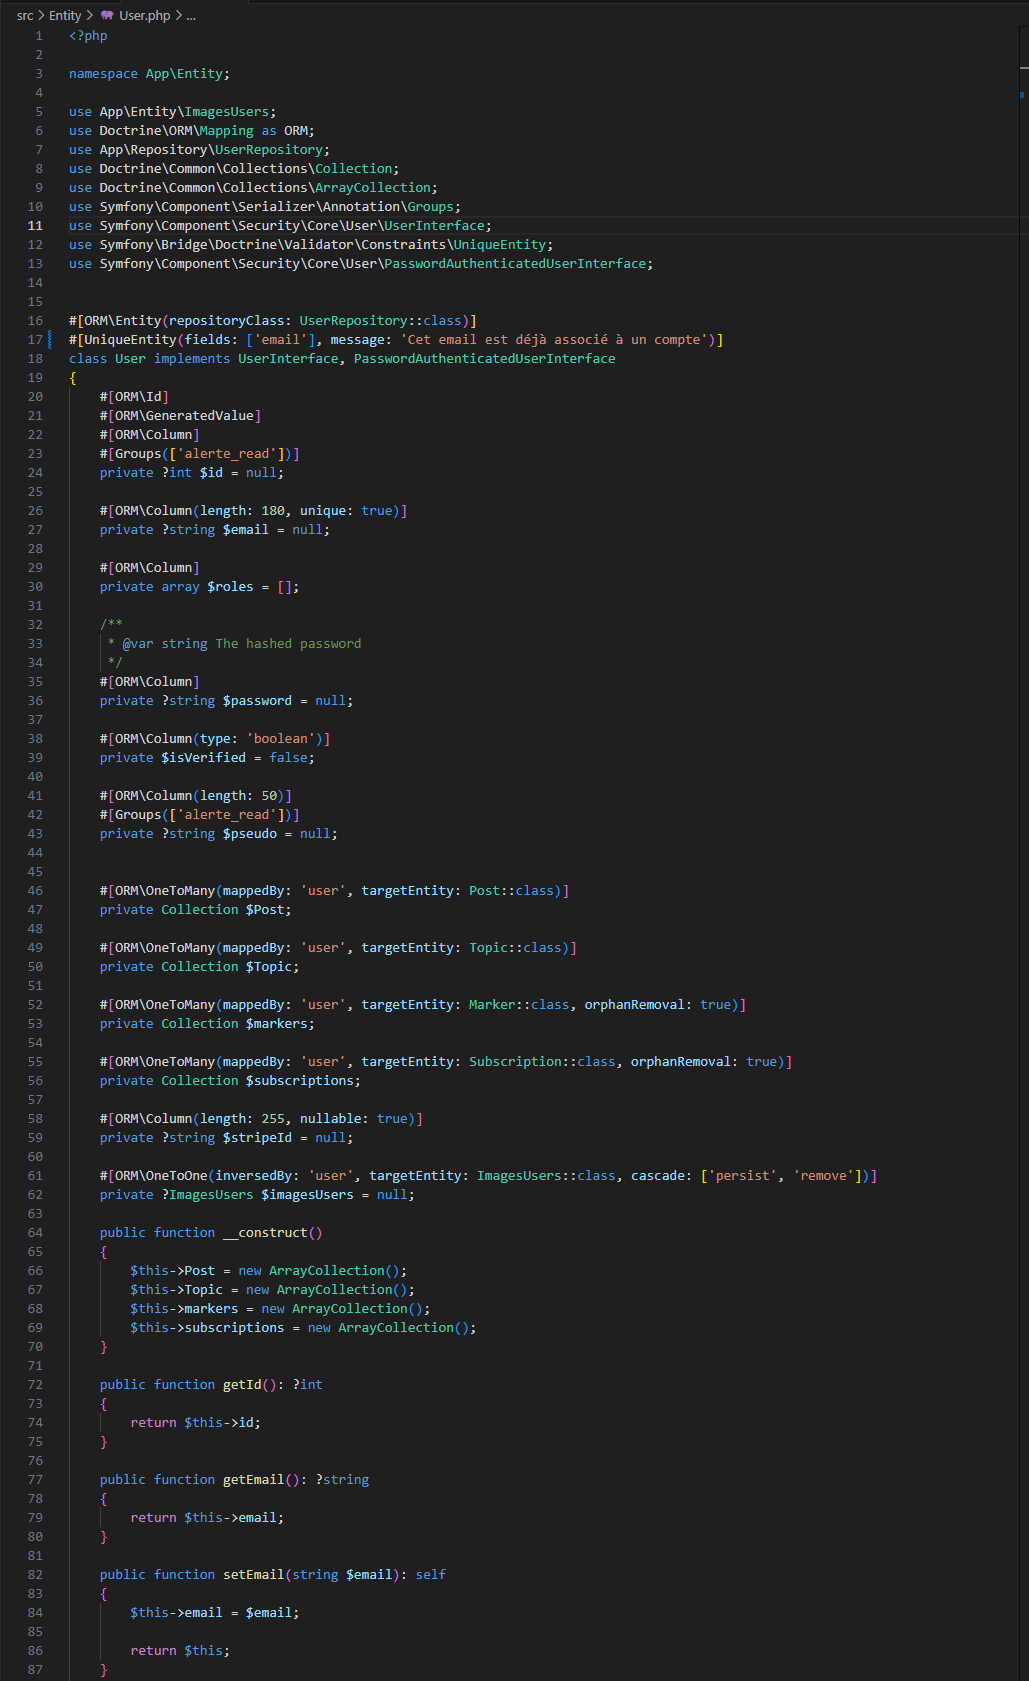 src > Entity > User.php > ...
1 <?php
2
3 namespace App\Entity;
4
5 use App\Entity\ImagesUsers;
6 use Doctrine\ORM\Mapping as ORM;
7 use App\Repository\UserRepository;
8 use Doctrine\Common\Collections\Collection;
9 use Doctrine\Common\Collections\ArrayCollection;
10 use Symfony\Component\Serializer\Annotation\Groups;
11 use Symfony\Component\Security\Core\User\UserInterface;
12 use Symfony\Bridge\Doctrine\Validator\Constraints\UniqueEntity;
13 use Symfony\Component\Security\Core\User\PasswordAuthenticatedUserInterface;
14
15
16 #[ORM\Entity(repositoryClass: UserRepository::class)]
17 #[UniqueEntity(fields: ['email'], message: 'Cet email est déjà associé à un compte')]
18 class User implements UserInterface, PasswordAuthenticatedUserInterface
19 {
20     #[ORM\Id]
21     #[ORM\GeneratedValue]
22     #[ORM\Column]
23     #[Groups(['alerte_read'])]
24     private ?int $id = null;
25
26     #[ORM\Column(length: 180, unique: true)]
27     private ?string $email = null;
28
29     #[ORM\Column]
30     private array $roles = [];
31
32     /**
33      * @var string The hashed password
34      */
35     #[ORM\Column]
36     private ?string $password = null;
37
38     #[ORM\Column(type: 'boolean')]
39     private $isVerified = false;
40
41     #[ORM\Column(length: 50)]
42     #[Groups(['alerte_read'])]
43     private ?string $pseudo = null;
44
45
46     #[ORM\OneToMany(mappedBy: 'user', targetEntity: Post::class)]
47     private Collection $Post;
48
49     #[ORM\OneToMany(mappedBy: 'user', targetEntity: Topic::class)]
50     private Collection $Topic;
51
52     #[ORM\OneToMany(mappedBy: 'user', targetEntity: Marker::class, orphanRemoval: true)]
53     private Collection $markers;
54
55     #[ORM\OneToMany(mappedBy: 'user', targetEntity: Subscription::class, orphanRemoval: true)]
56     private Collection $subscriptions;
57
58     #[ORM\Column(length: 255, nullable: true)]
59     private ?string $stripeId = null;
60
61     #[ORM\OneToOne(inversedBy: 'user', targetEntity: ImagesUsers::class, cascade: ['persist', 'remove'])]
62     private ?ImagesUsers $imagesUsers = null;
63
64     public function __construct()
65     {
66         $this->Post = new ArrayCollection();
67         $this->Topic = new ArrayCollection();
68         $this->markers = new ArrayCollection();
69         $this->subscriptions = new ArrayCollection();
70     }
71
72     public function getId(): ?int
73     {
74         return $this->id;
75     }
76
77     public function getEmail(): ?string
78     {
79         return $this->email;
80     }
81
82     public function setEmail(string $email): self
83     {
84         $this->email = $email;
85
86         return $this;
87     }